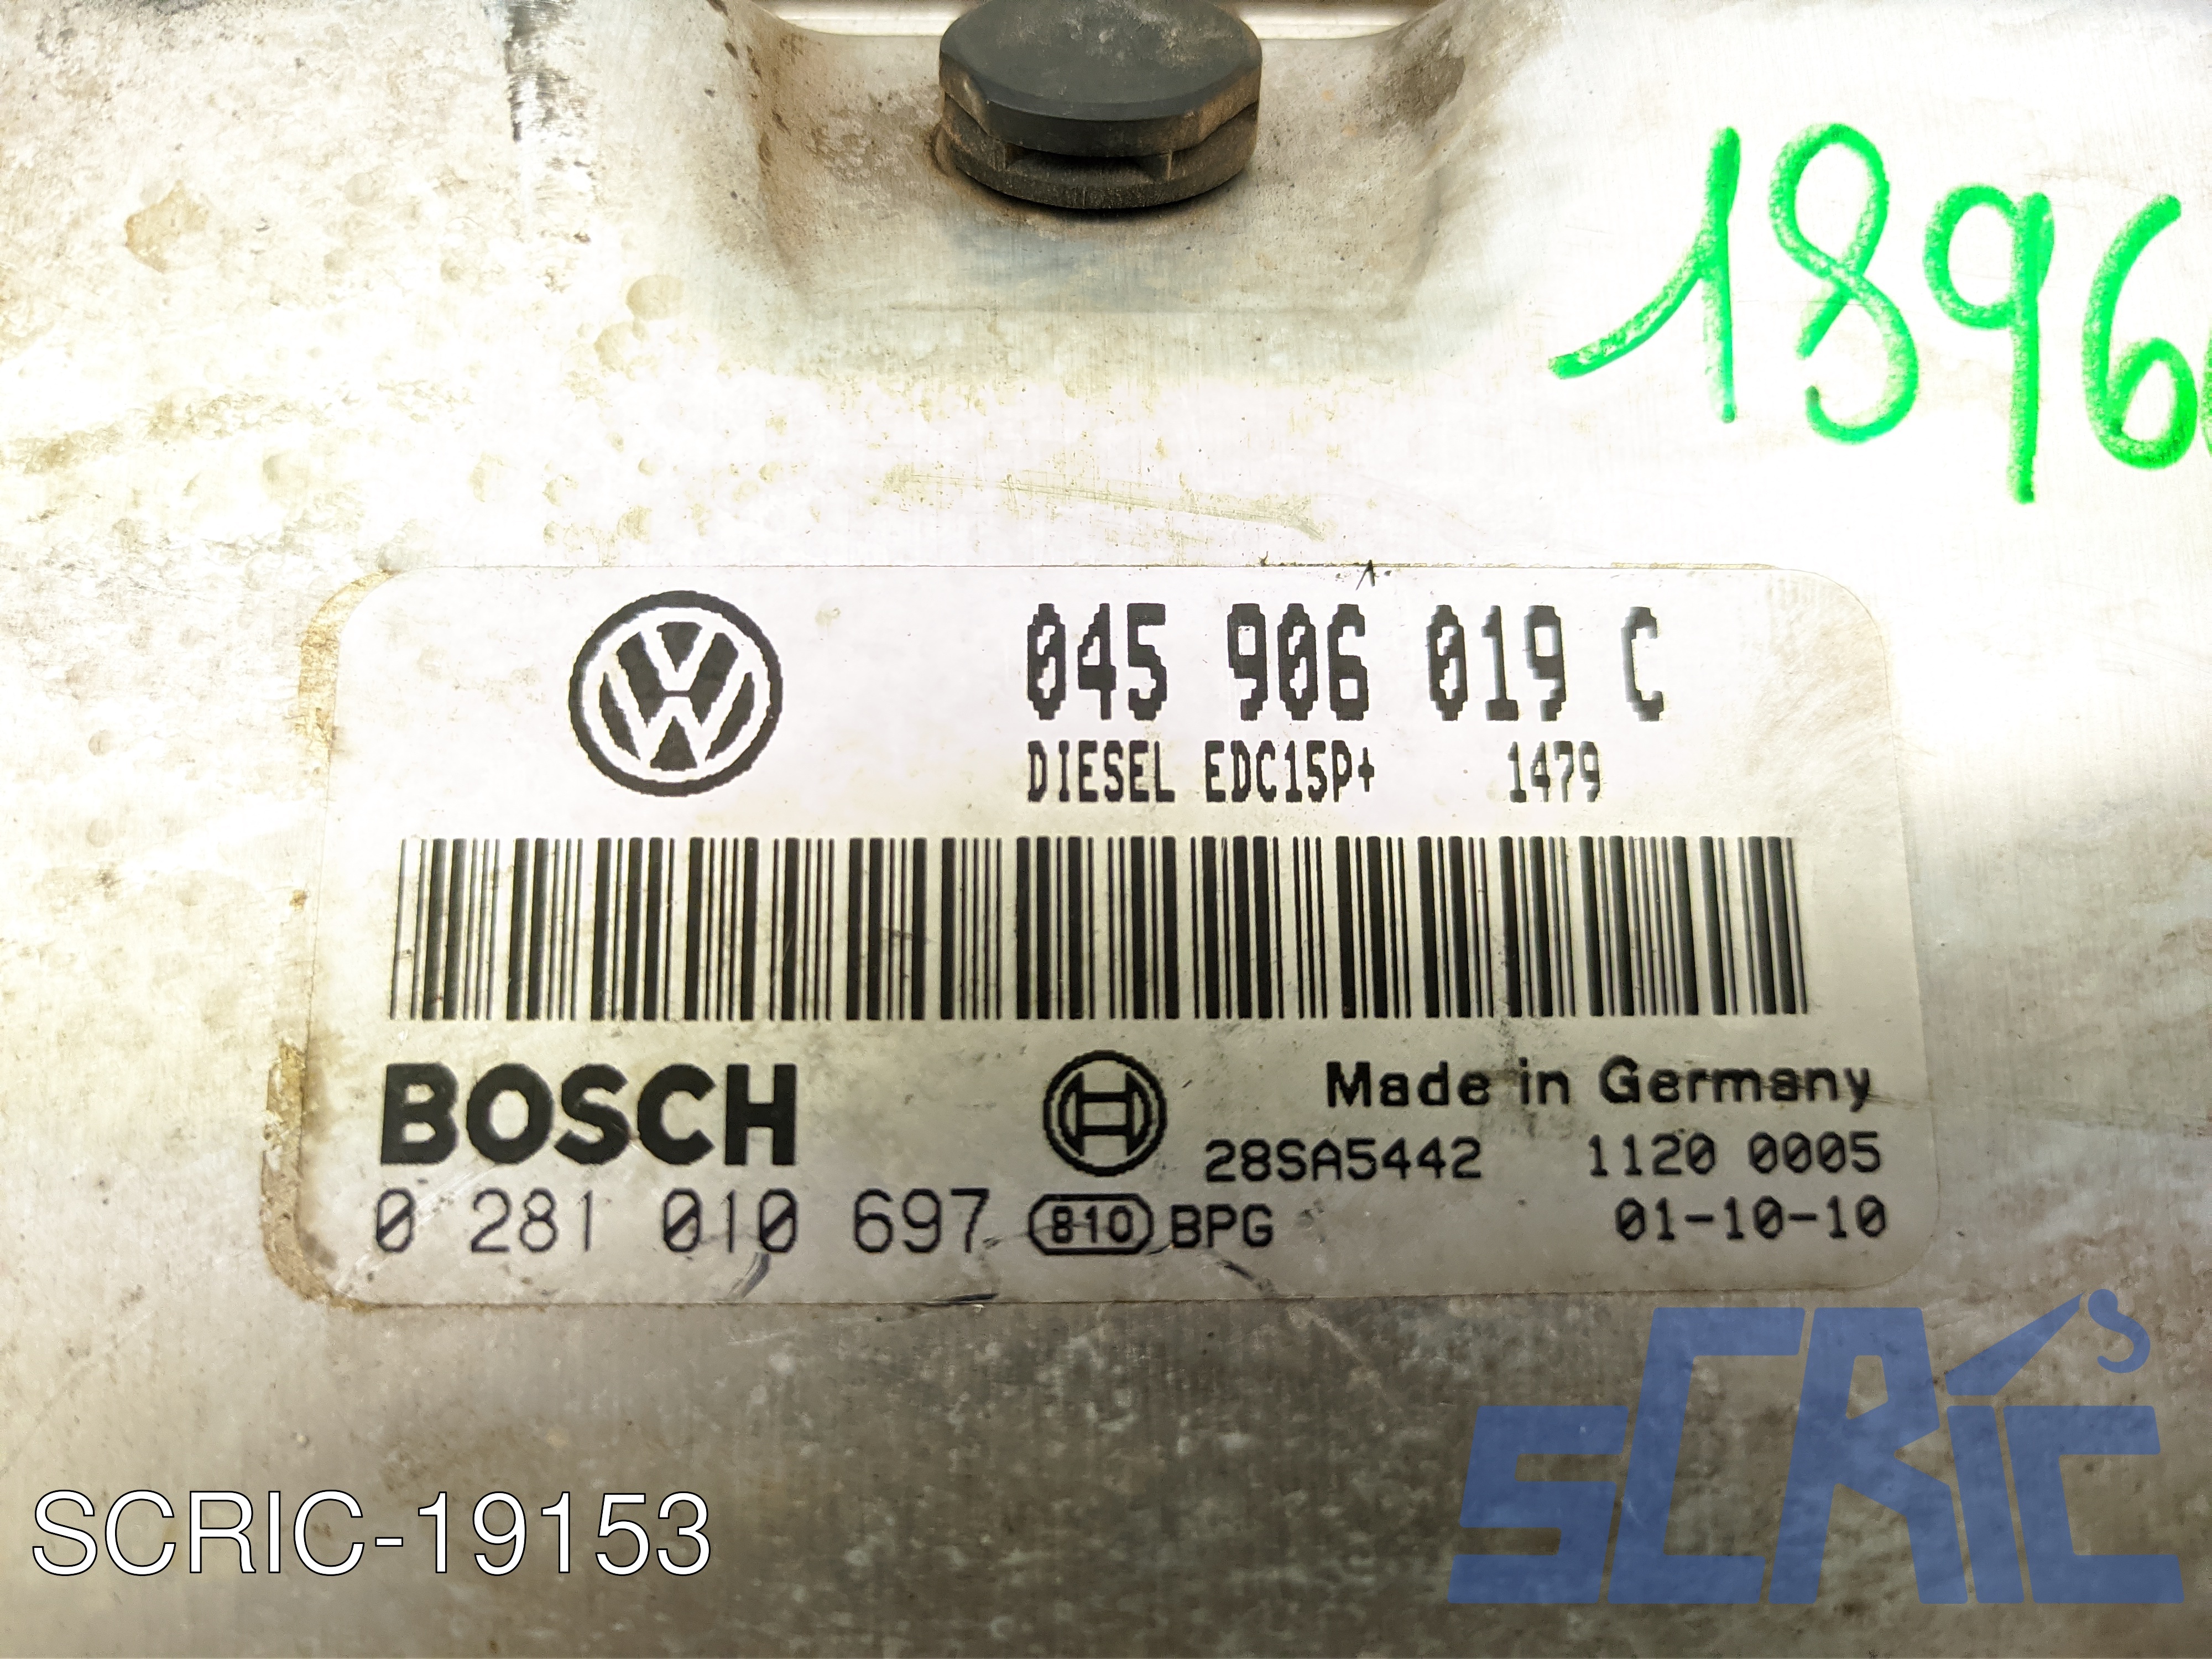 1896
045 906 019 C
DIESEL EDC15P+ 1479
BOSCH
Made in Germany
28SA5442 1120 0005
0 281 010 697 810 BPG 01-10-10
SCRIC
SCRIC-19153